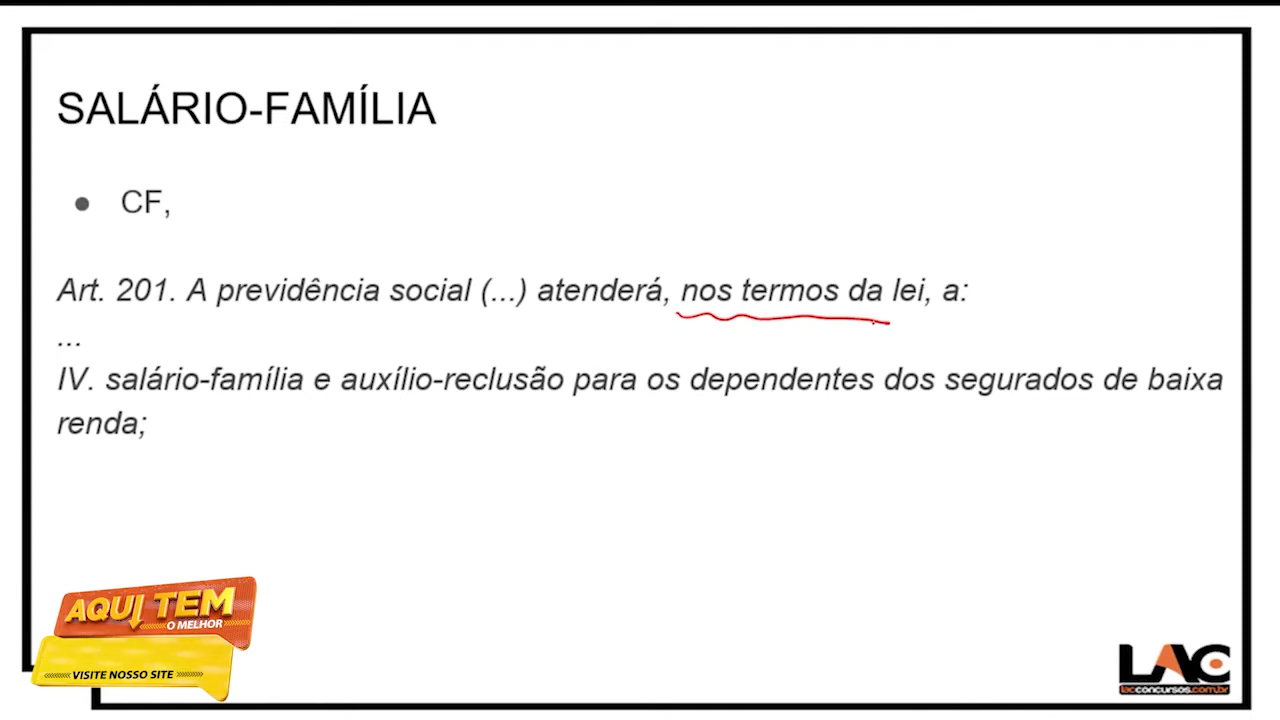 SALÁRIO-FAMÍLIA
● CF,
Art. 201. A previdência social (...) atenderá, nos termos da lei, a:
...
IV. salário-família e auxílio-reclusão para os dependentes dos segurados de baixa
renda;
AQUI TEM
O MELHOR
VISITE NOSSO SITE
LAC
lacconcursos.com.br